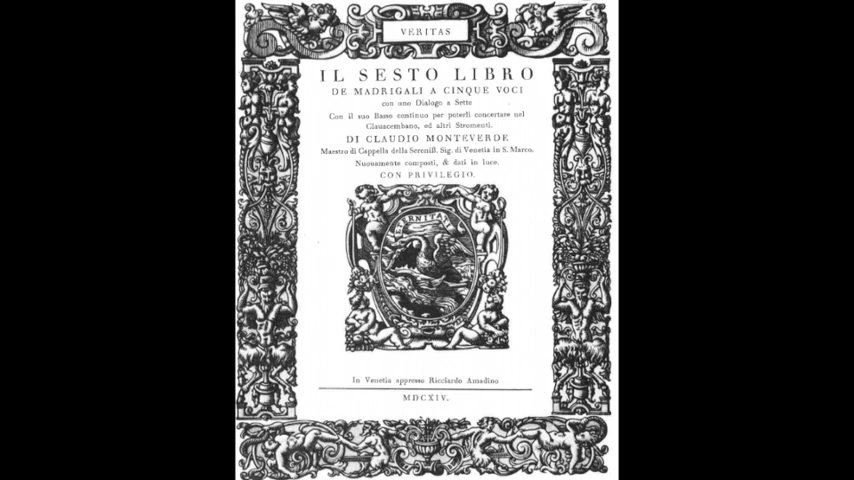 VERITAS
IL SESTO LIBRO
DE MADRIGALI A CINQUE VOCI
con uno Dialogo a Sette
Con il suo Basso continuo per poterli concertare nel
Clauacembano, ed altri Stromenti.
DI CLAUDIO MONTEVERDE
Maestro di Cappella della Sereniss. Sig. di Venetia in S. Marco.
Nuouamente composti, & dati in luce.
CON PRIVILEGIO.
ETERNITAS
In Venetia appresso Ricciardo Amadino
MDCXIV.